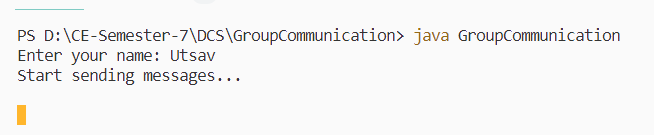 PS D:\CE-Semester-7\DCS\GroupCommunication> java GroupCommunication
Enter your name: Utsav
Start sending messages...